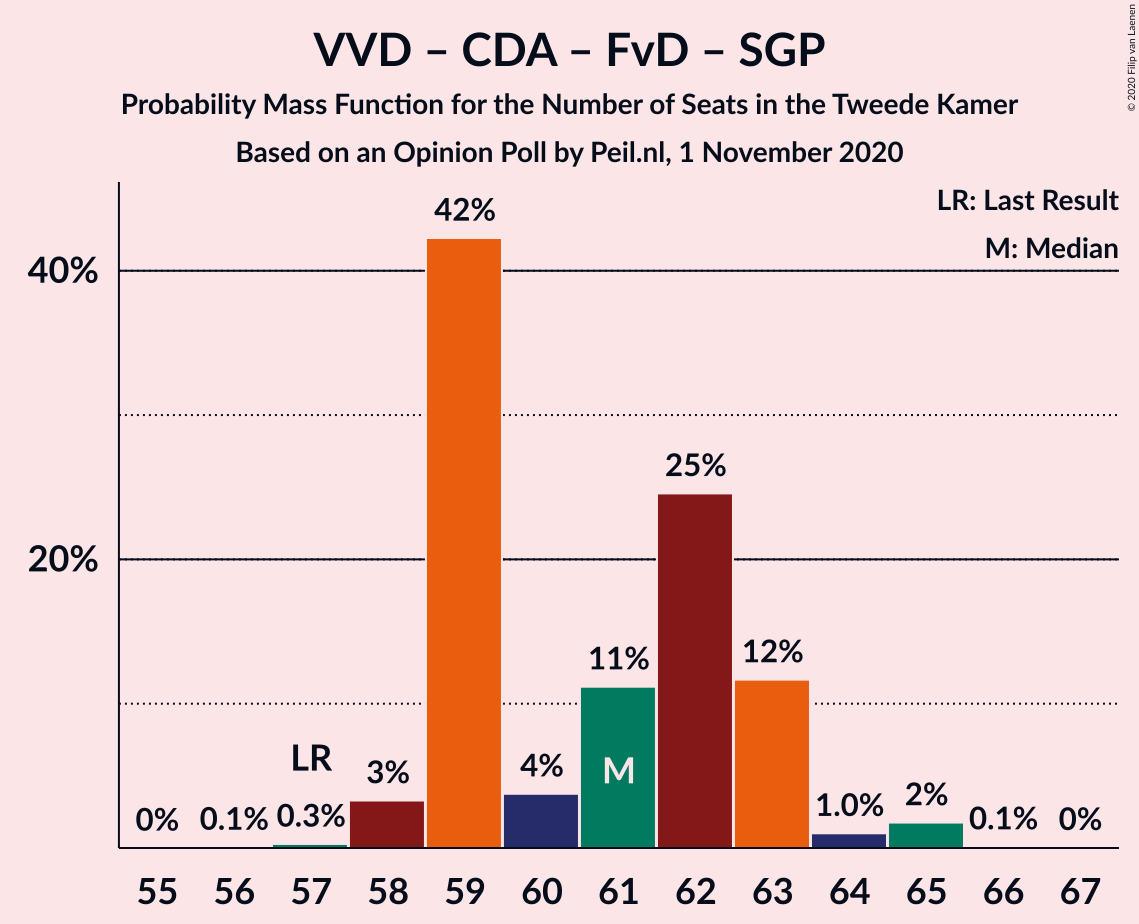 VVD – CDA – FvD – SGP
Probability Mass Function for the Number of Seats in the Tweede Kamer
Based on an Opinion Poll by Peil.nl, 1 November 2020
© 2020 Filip van Laenen
LR: Last Result
M: Median
40%
20%
0%
0.1%
0.3%
LR
3%
42%
4%
11%
M
25%
12%
1.0%
2%
0.1%
0%
55 56 57 58 59 60 61 62 63 64 65 66 67